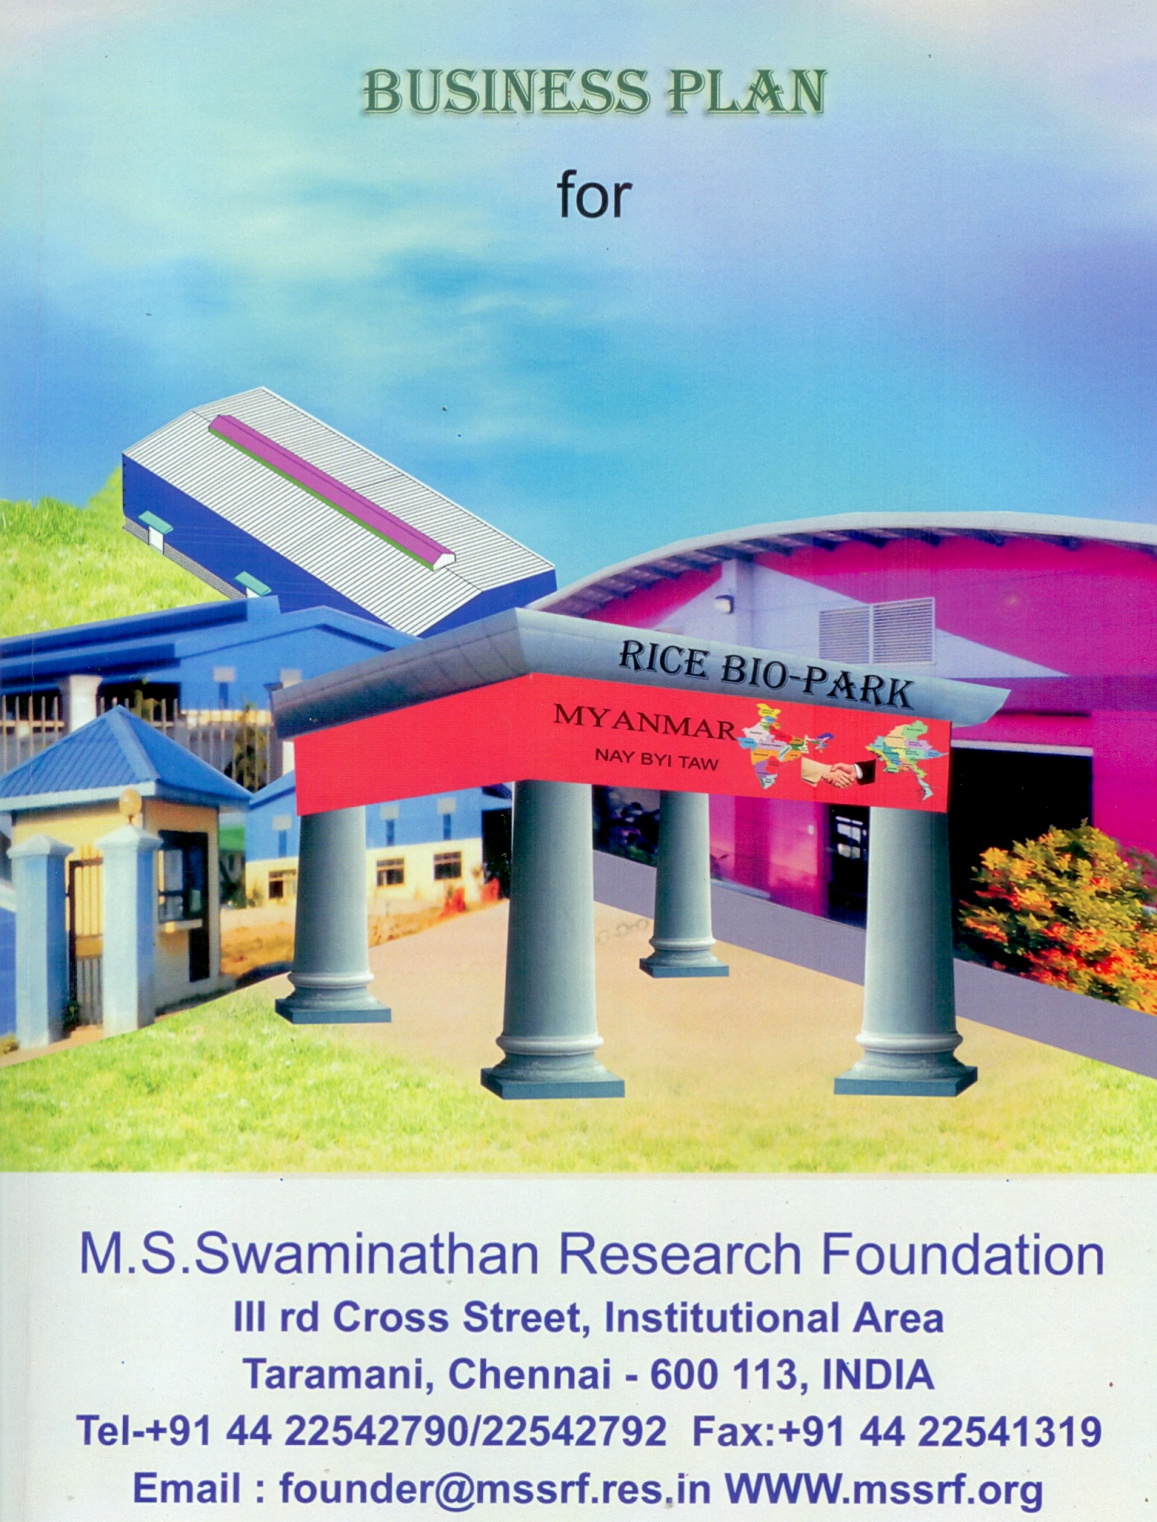 BUSINESS PLAN
for
RICE BIO-PARK
MYANMAR
NAY BYI TAW
M.S.Swaminathan Research Foundation
III rd Cross Street, Institutional Area
Taramani, Chennai - 600 113, INDIA
Tel-+91 44 22542790/22542792 Fax:+91 44 22541319
Email : founder@mssrf.res.in WWW.mssrf.org